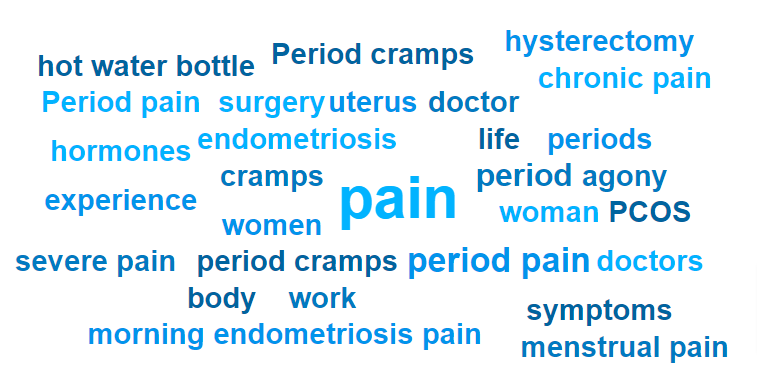 hysterectomy
hot water bottle Period cramps
chronic pain
Period pain surgery uterus doctor
hormones endometriosis life periods
cramps period agony
experience pain
women woman PCOS
severe pain period cramps period pain doctors
body work
symptoms
morning endometriosis pain
menstrual pain